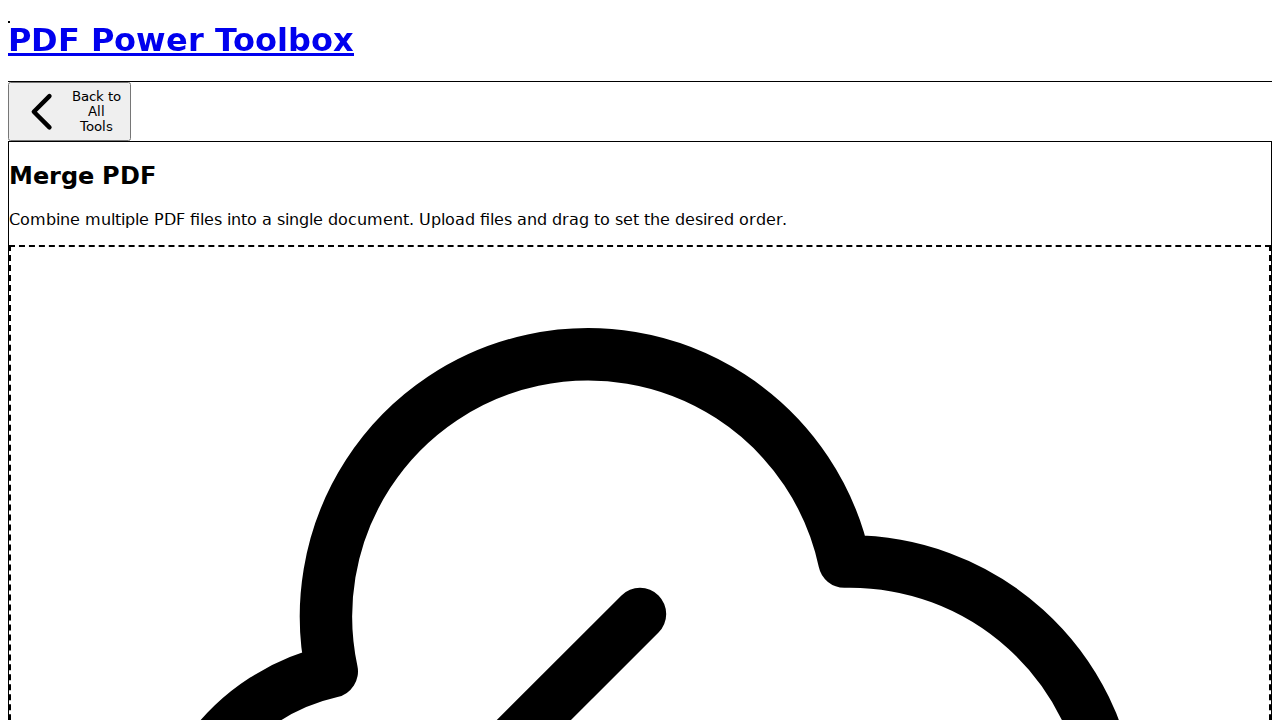 PDF Power Toolbox
Back to
All
Tools
Merge PDF
Combine multiple PDF files into a single document. Upload files and drag to set the desired order.